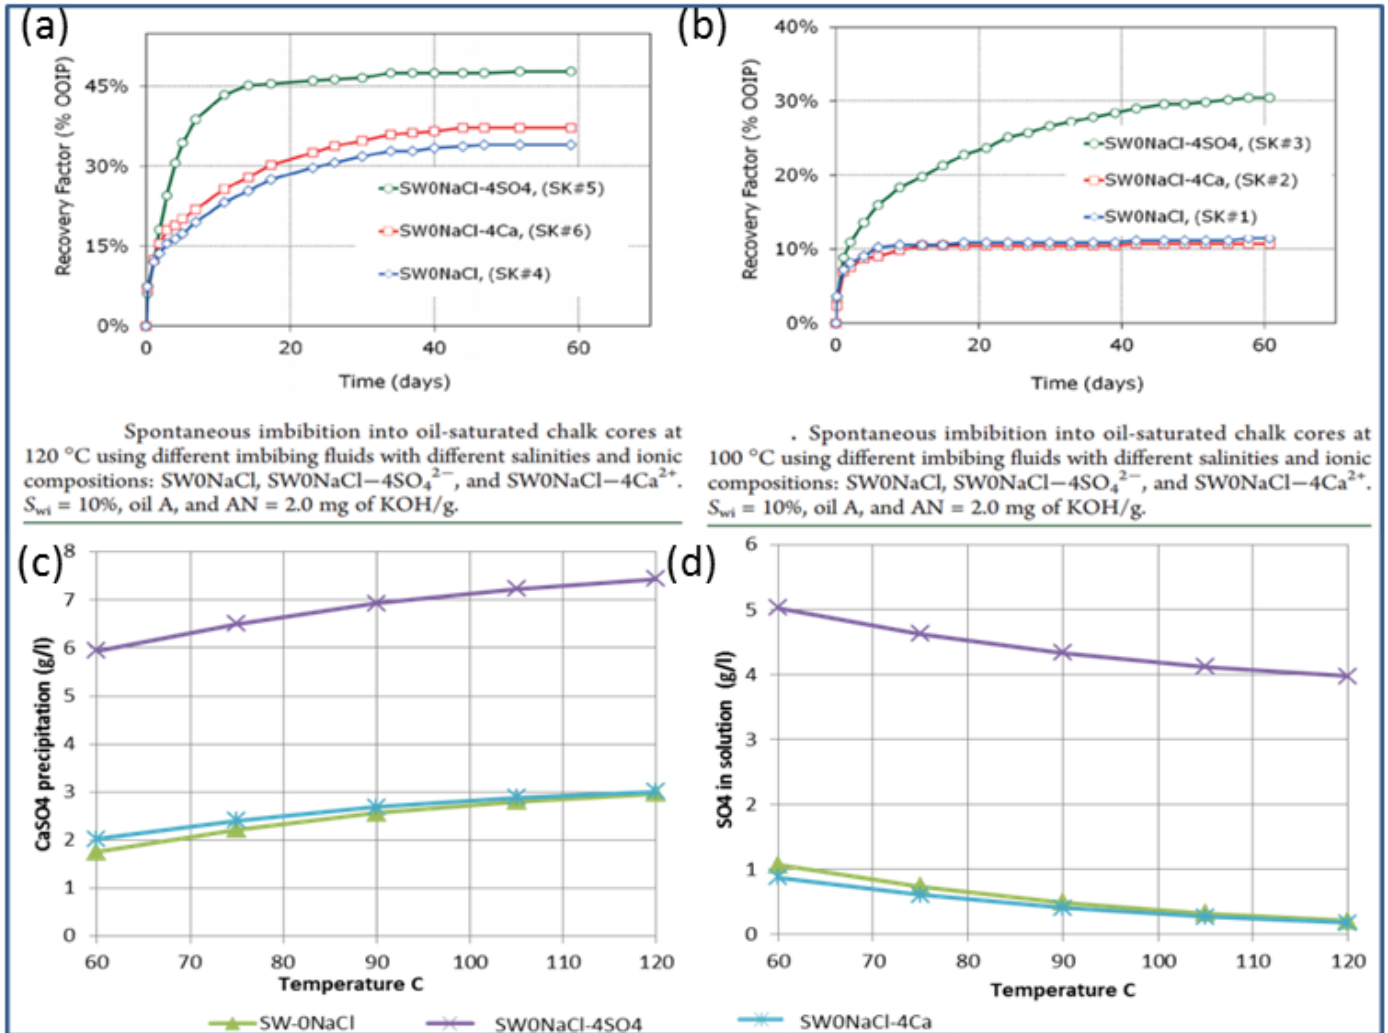 (a)
Recovery Factor (% OOIP)
45%
30%
15%
0%
0
20
40
60
Time (days)
SW0NaCl-4SO4, (SK#5)
SW0NaCl-4Ca, (SK#6)
SW0NaCl, (SK#4)
Spontaneous imbibition into oil-saturated chalk cores at
120 °C using different imbibing fluids with different salinities and ionic
compositions: SW0NaCl, SW0NaCl−4SO₄²⁻, and SW0NaCl−4Ca²⁺.
Swi = 10%, oil A, and AN = 2.0 mg of KOH/g.
(b)
Recovery Factor (% OOIP)
40%
30%
20%
10%
0%
0
20
40
60
Time (days)
SW0NaCl-4SO4, (SK#3)
SW0NaCl-4Ca, (SK#2)
SW0NaCl, (SK#1)
. Spontaneous imbibition into oil-saturated chalk cores at
100 °C using different imbibing fluids with different salinities and ionic
compositions: SW0NaCl, SW0NaCl−4SO₄²⁻, and SW0NaCl−4Ca²⁺.
Swi = 10%, oil A, and AN = 2.0 mg of KOH/g.
(c)
CaSO4 precipitation (g/l)
8
7
6
5
4
3
2
1
0
60
70
80
90
100
110
120
Temperature C
(d)
SO4 in solution (g/l)
6
5
4
3
2
1
0
60
70
80
90
100
110
120
Temperature C
SW-0NaCl
SW0NaCl-4SO4
SW0NaCl-4Ca